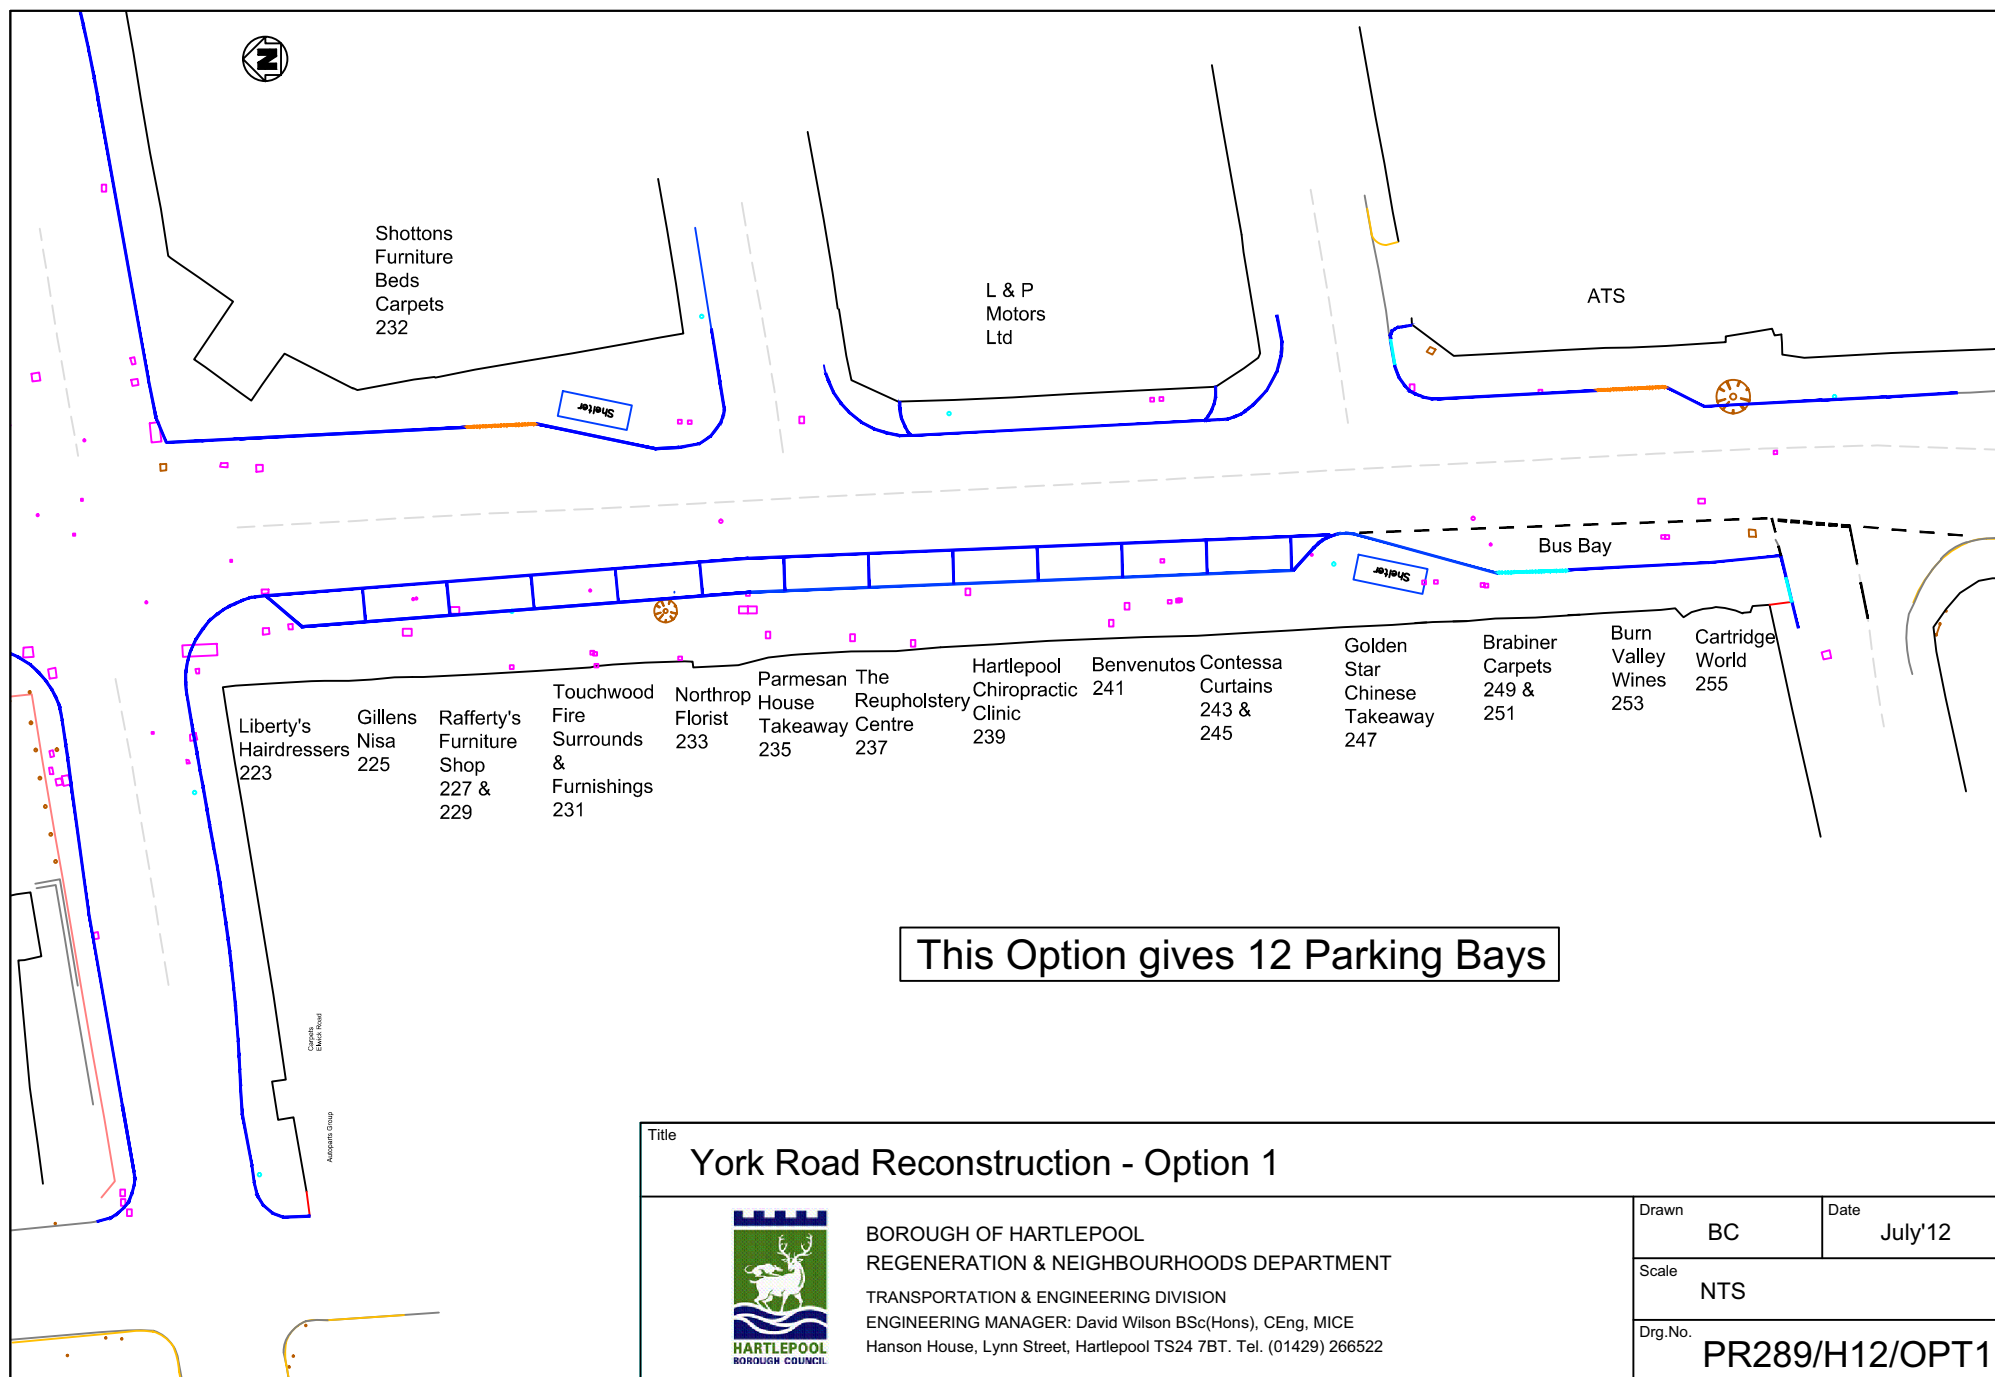 N
Shottons
Furniture
Beds
Carpets
232
L & P
Motors
Ltd
ATS
Shelter
Bus Bay
Shelter
Liberty's
Hairdressers
223
Gillens
Nisa
225
Rafferty's
Furniture
Shop
227 &
229
Touchwood
Fire
Surrounds
&
Furnishings
231
Northrop
Florist
233
Parmesan
House
Takeaway
235
The
Reupholstery
Centre
237
Hartlepool
Chiropractic
Clinic
239
Benvenutos
241
Contessa
Curtains
243 &
245
Golden
Star
Chinese
Takeaway
247
Brabiner
Carpets
249 &
251
Burn
Valley
Wines
253
Cartridge
World
255
This Option gives 12 Parking Bays
Carpets
Elwick Road
Autoparts Group
Title
York Road Reconstruction - Option 1
HARTLEPOOL
BOROUGH COUNCIL
BOROUGH OF HARTLEPOOL
REGENERATION & NEIGHBOURHOODS DEPARTMENT
TRANSPORTATION & ENGINEERING DIVISION
ENGINEERING MANAGER: David Wilson BSc(Hons), CEng, MICE
Hanson House, Lynn Street, Hartlepool TS24 7BT. Tel. (01429) 266522
Drawn
BC
Date
July'12
Scale
NTS
Drg.No.
PR289/H12/OPT1